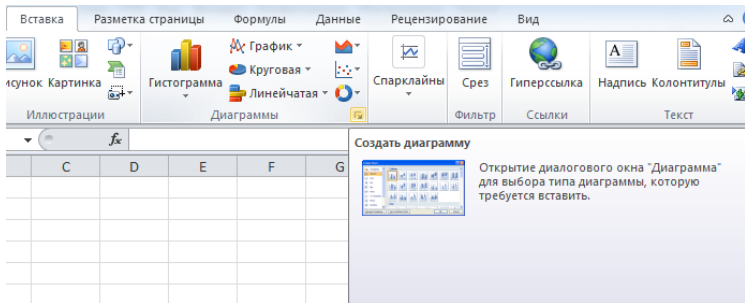 Вставка Разметка страницы Формулы Данные Рецензирование Вид
График
Круговая
Линейчатая
Картинка Гистограмма Спарклайны Срез Гиперссылка Надпись Колонтитулы
Иллюстрации Диаграммы Фильтр Ссылки Текст
fx
C D E F G
Создать диаграмму
Открытие диалогового окна "Диаграмма"
для выбора типа диаграммы, которую
требуется вставить.